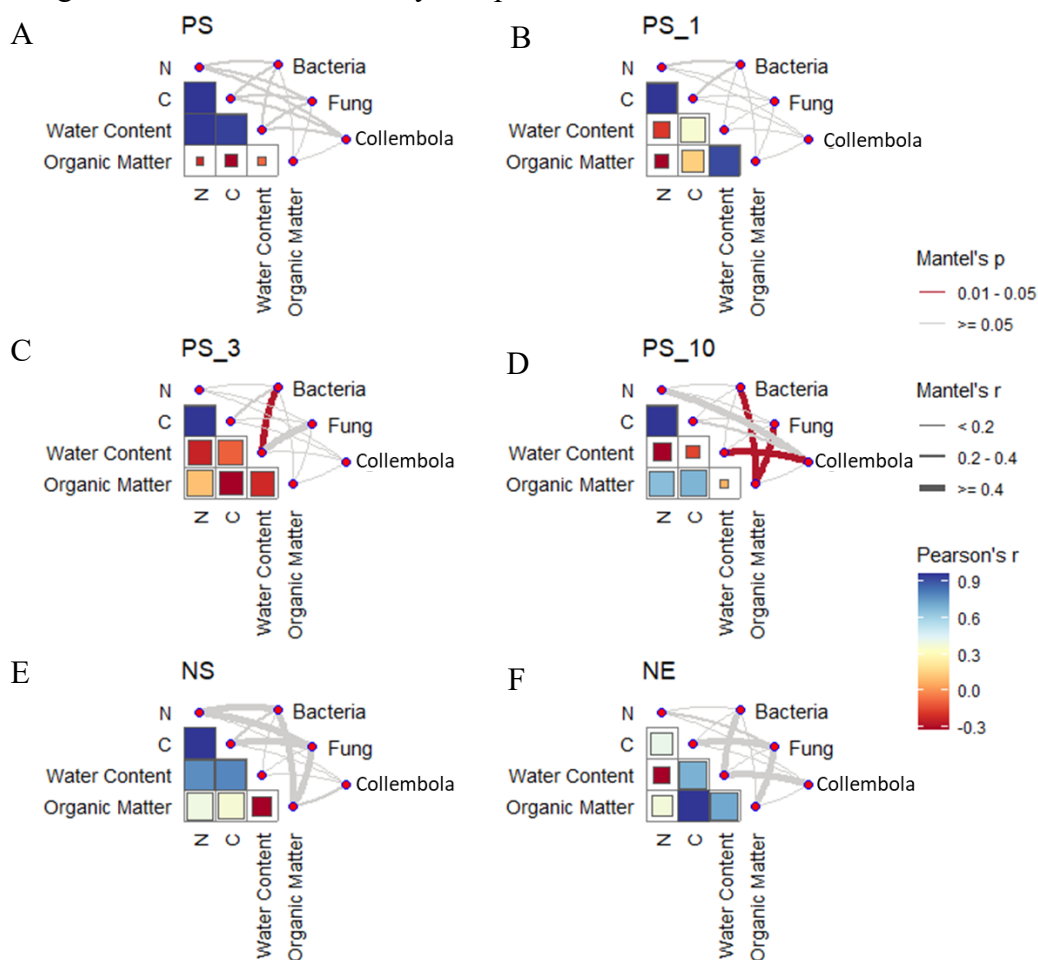 A
PS
N
C
Water Content
Organic Matter
Bacteria
Fung
Collembola
N
C
Water Content
Organic Matter
B
PS_1
N
C
Water Content
Organic Matter
Bacteria
Fung
Collembola
N
C
Water Content
Organic Matter
C
PS_3
N
C
Water Content
Organic Matter
Bacteria
Fung
Collembola
N
C
Water Content
Organic Matter
D
PS_10
N
C
Water Content
Organic Matter
Bacteria
Fung
Collembola
N
C
Water Content
Organic Matter
E
NS
N
C
Water Content
Organic Matter
Bacteria
Fung
Collembola
N
C
Water Content
Organic Matter
F
NE
N
C
Water Content
Organic Matter
Bacteria
Fung
Collembola
N
C
Water Content
Organic Matter
Mantel's p
0.01 - 0.05
>= 0.05
Mantel's r
< 0.2
0.2 - 0.4
>= 0.4
Pearson's r
0.9
0.6
0.3
0.0
-0.3